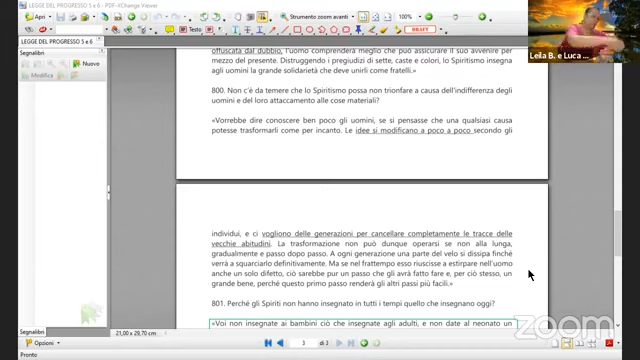 LEGGE DEL PROGRESSO 5 e 6 - PDF-XChange Viewer
Apri
Strumento zoom avanti
100%
Testo
DRAFT
LEGGE DEL PROGRESSO 5 e 6
Segnalibri
Nuovo
Modifica
Leila B. e Luca ...
offuscata dal dubbio, l'uomo comprenderà meglio che può assicurare il suo avvenire per
mezzo del presente. Distruggendo i pregiudizi di sette, caste e colori, lo Spiritismo insegna
agli uomini la grande solidarietà che deve unirli come fratelli.»
800. Non c'è da temere che lo Spiritismo possa non trionfare a causa dell'indifferenza degli
uomini e del loro attaccamento alle cose materiali?
«Vorrebbe dire conoscere ben poco gli uomini, se si pensasse che una qualsiasi causa
potesse trasformarli come per incanto. Le idee si modificano a poco a poco secondo gli
individui, e ci vogliono delle generazioni per cancellare completamente le tracce delle
vecchie abitudini. La trasformazione non può dunque operarsi se non alla lunga,
gradualmente e passo dopo passo. A ogni generazione una parte del velo si dissipa finché
verrà a squarciarlo definitivamente. Ma se nel frattempo esso riuscisse a estirpare nell'uomo
anche un solo difetto, ciò sarebbe pur un passo che gli avrà fatto fare e, per ciò stesso, un
grande bene, perché questo primo passo renderà gli altri passi più facili.»
801. Perché gli Spiriti non hanno insegnato in tutti i tempi quello che insegnano oggi?
«Voi non insegnate ai bambini ciò che insegnate agli adulti, e non date al neonato un
zoom
Segnalibri
21,00 x 29,70 cm
Opzioni
3
di 3
Pronto